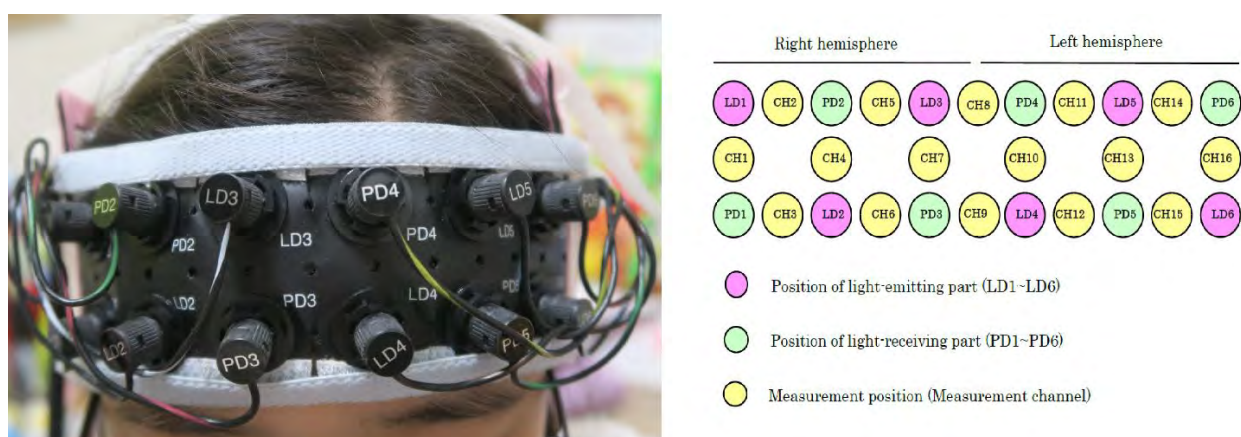 PD2 LD3 PD4 LD5
PD2 LD3 PD4 LD5
LD2 PD3 LD4 PD5
LD2 PD3 LD4 PD5
Right hemisphere Left hemisphere
LD1 CH2 PD2 CH5 LD3 CH8 PD4 CH11 LD5 CH14 PD6
CH1 CH4 CH7 CH10 CH13 CH16
PD1 CH3 LD2 CH6 PD3 CH9 LD4 CH12 PD5 CH15 LD6
Position of light-emitting part (LD1~LD6)
Position of light-receiving part (PD1~PD6)
Measurement position (Measurement channel)